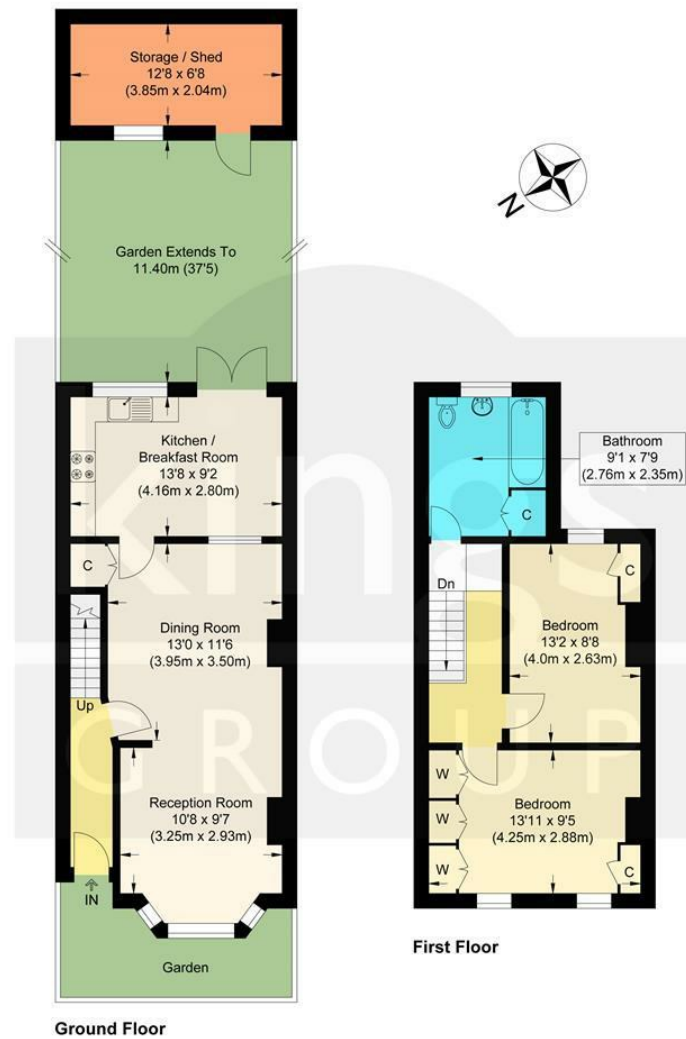 Storage / Shed
12'8 x 6'8
(3.85m x 2.04m)
N
Garden Extends To
11.40m (37'5)
Kitchen /
Breakfast Room
13'8 x 9'2
(4.16m x 2.80m)
C
Dining Room
13'0 x 11'6
(3.95m x 3.50m)
Up
Reception Room
10'8 x 9'7
(3.25m x 2.93m)
IN
Garden
Ground Floor
Bathroom
9'1 x 7'9
(2.76m x 2.35m)
C
Dn
Bedroom
13'2 x 8'8
(4.0m x 2.63m)
C
W
W
W
Bedroom
13'11 x 9'5
(4.25m x 2.88m)
C
First Floor
kings
GROUP